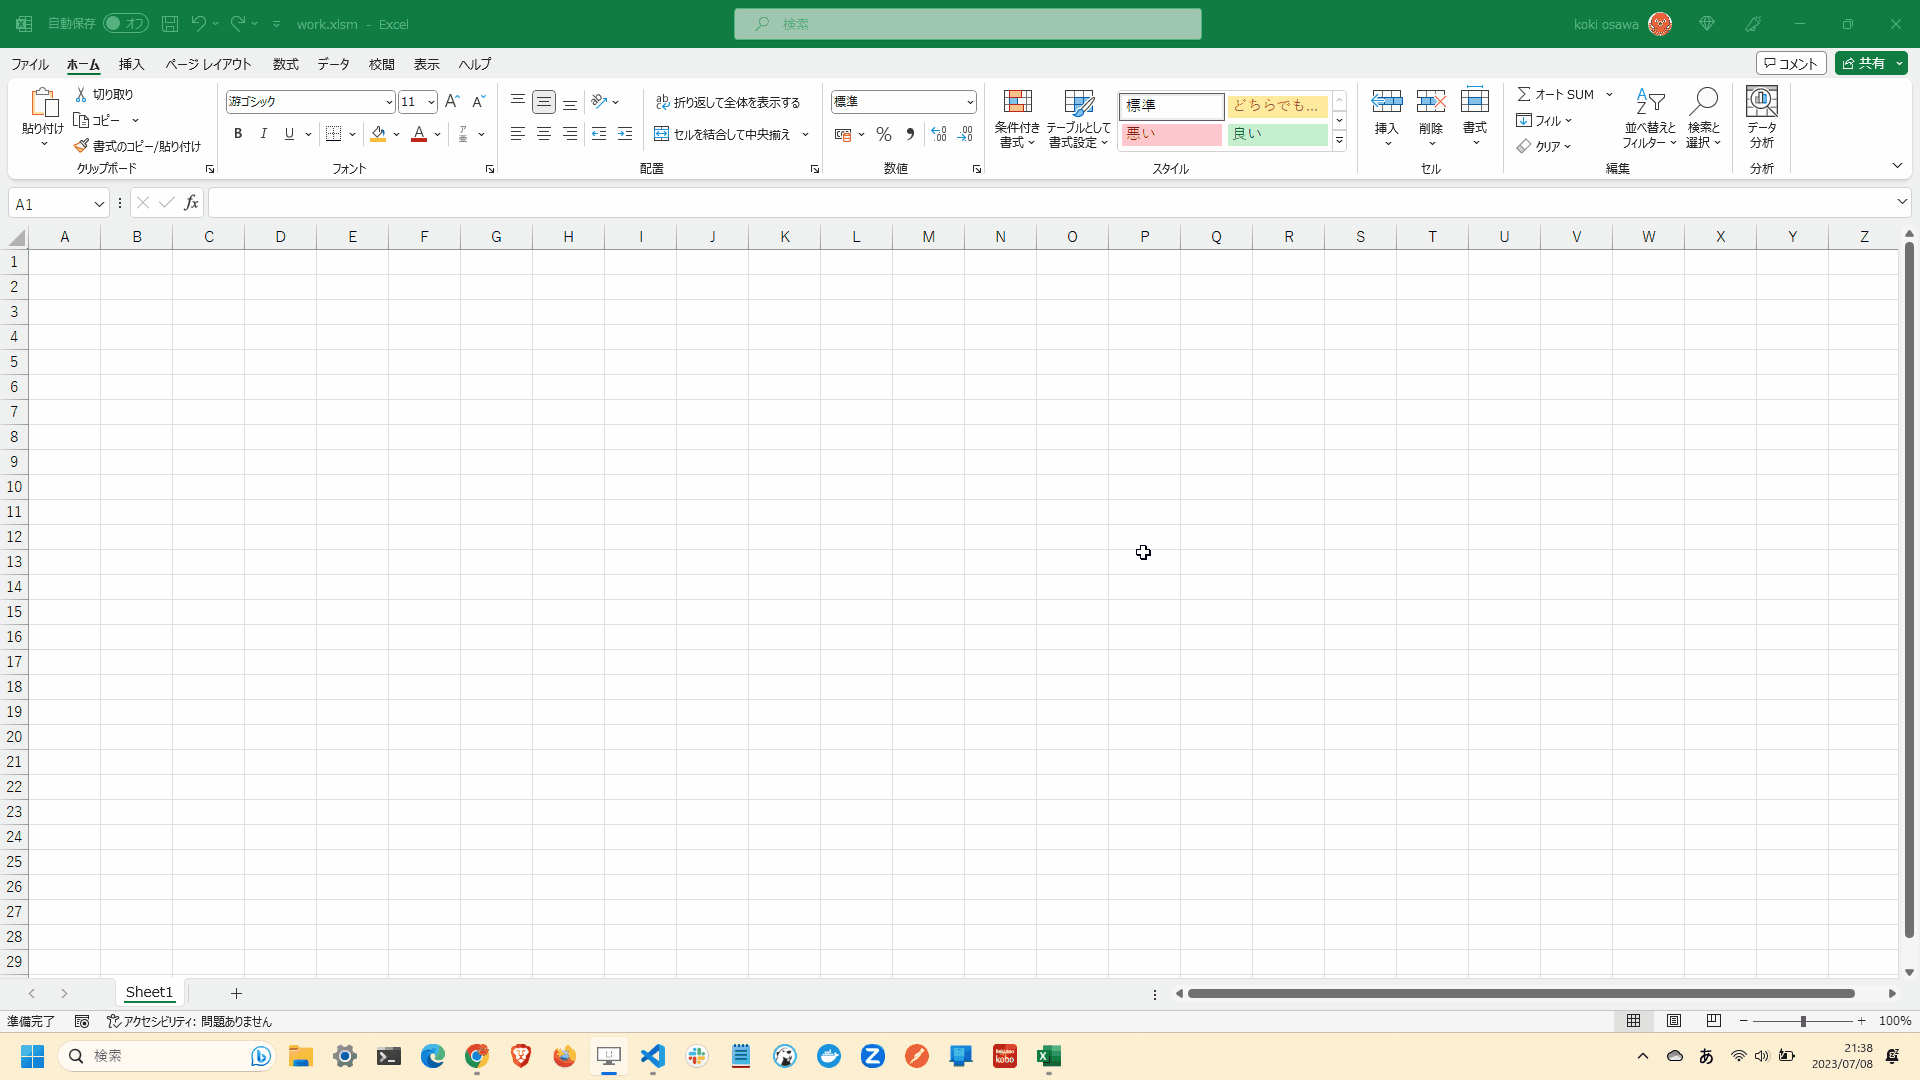 自動保存 オフ work.xlsm - Excel 検索 koki osawa
ファイル ホーム 挿入 ページ レイアウト 数式 データ 校閲 表示 ヘルプ コメント 共有
貼り付け
切り取り
コピー
書式のコピー/貼り付け
クリップボード
游ゴシック 11
B I U A
フォント
折り返して全体を表示する
セルを結合して中央揃え
配置
標準
% 9
数値
条件付き
書式
テーブルとして
書式設定
標準 どちらでも...
悪い 良い
スタイル
挿入 削除 書式
セル
オート SUM
フィル
クリア
並べ替えと
フィルター
検索と
選択
編集
データ
分析
分析
A1 fx
A B C D E F G H I J K L M N O P Q R S T U V W X Y Z
1
2
3
4
5
6
7
8
9
10
11
12
13
14
15
16
17
18
19
20
21
22
23
24
25
26
27
28
29
Sheet1
準備完了 アクセシビリティ: 問題ありません 100%
検索 あ 21:38
2023/07/08